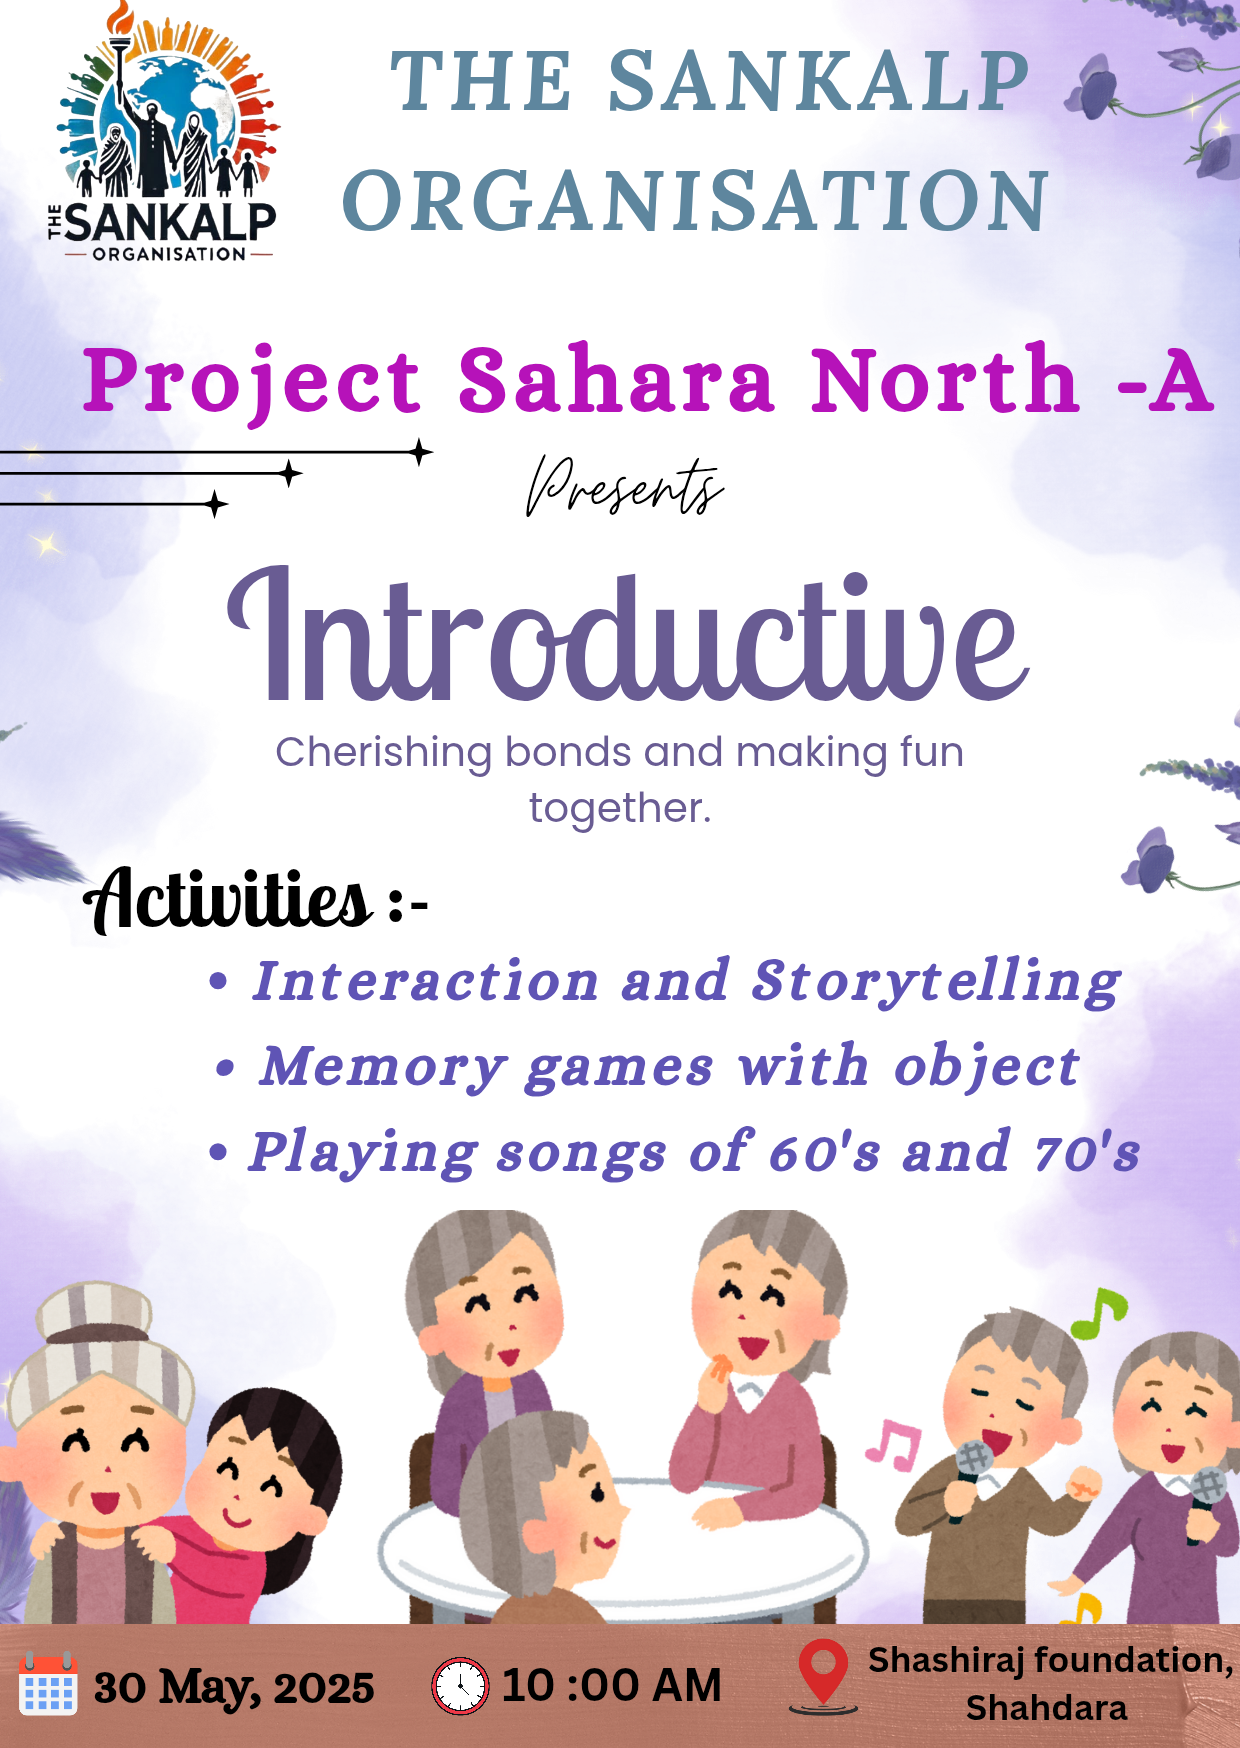 THE
SANKALP
ORGANISATION
THE SANKALP
ORGANISATION
Project Sahara North -A
Presents
Introductive
Cherishing bonds and making fun
together.
Activities :-
• Interaction and Storytelling
• Memory games with object
• Playing songs of 60's and 70's
30 May, 2025
10 :00 AM
Shashiraj foundation,
Shahdara